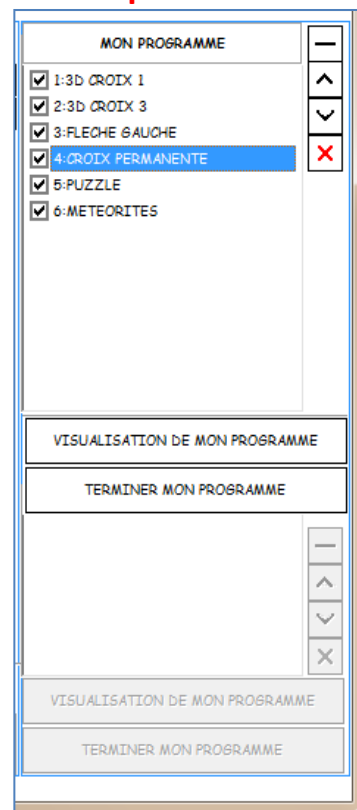 MON PROGRAMME
1:3D CROIX 1
2:3D CROIX 3
3:FLECHE GAUCHE
4:CROIX PERMANENTE
5:PUZZLE
6:METEORITES
VISUALISATION DE MON PROGRAMME
TERMINER MON PROGRAMME
VISUALISATION DE MON PROGRAMME
TERMINER MON PROGRAMME